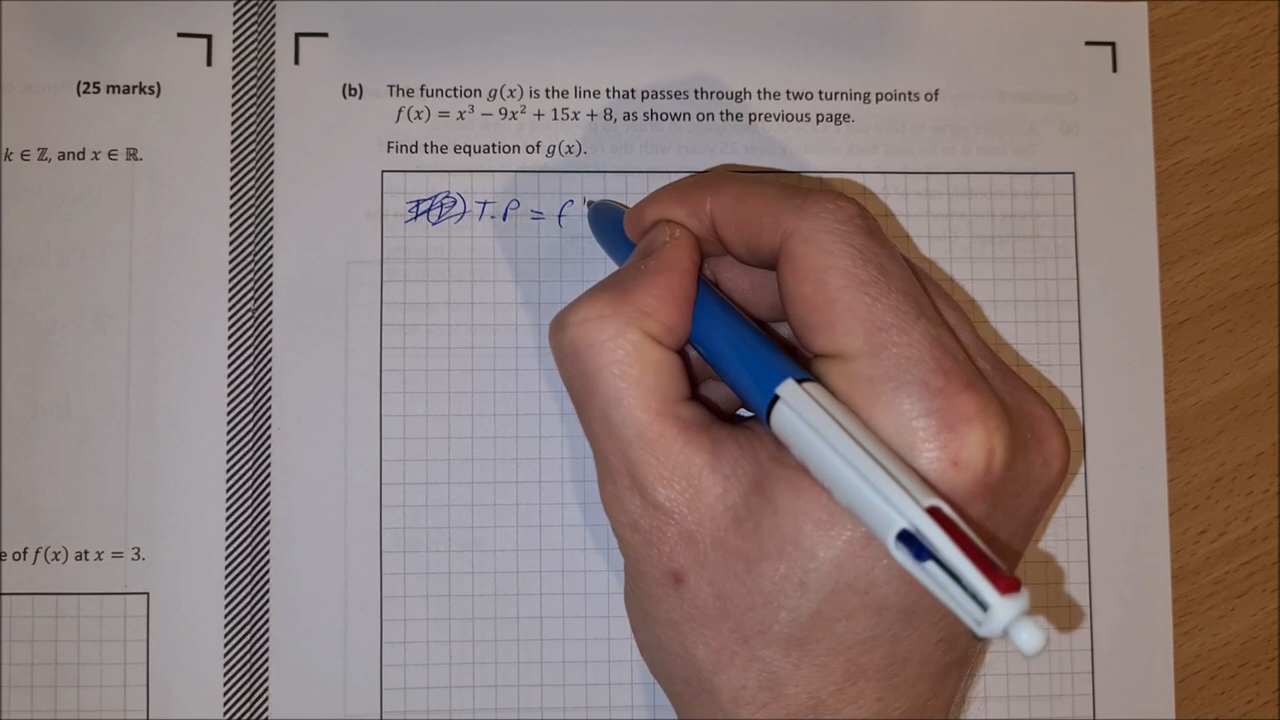 (25 marks)
k ∈ ℤ, and x ∈ ℝ.
e of f(x) at x = 3.
(b) The function g(x) is the line that passes through the two turning points of
f(x) = x³ − 9x² + 15x + 8, as shown on the previous page.
Find the equation of g(x).
T.P = f'